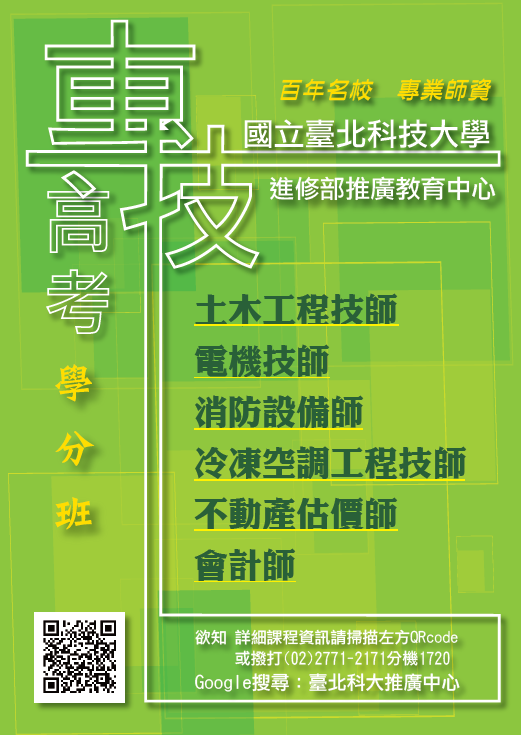 專技
高考
學分班
百年名校　專業師資
國立臺北科技大學
進修部推廣教育中心
土木工程技師
電機技師
消防設備師
冷凍空調工程技師
不動產估價師
會計師
欲知 詳細課程資訊請掃描左方QRcode
或撥打(02)2771-2171分機1720
Google搜尋：臺北科大推廣中心